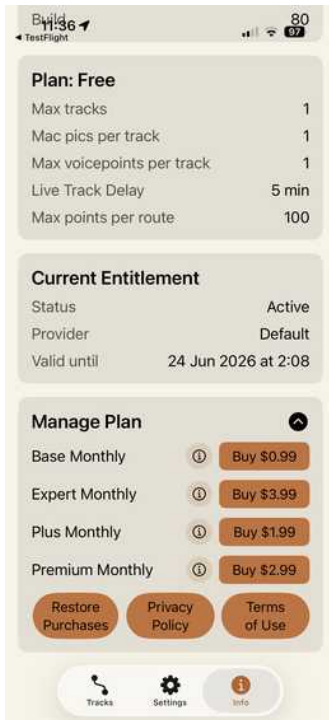 Build 80
11:36
97
◀ TestFlight
Plan: Free
Max tracks 1
Mac pics per track 1
Max voicepoints per track 1
Live Track Delay 5 min
Max points per route 100
Current Entitlement
Status Active
Provider Default
Valid until 24 Jun 2026 at 2:08
Manage Plan
Base Monthly Buy $0.99
Expert Monthly Buy $3.99
Plus Monthly Buy $1.99
Premium Monthly Buy $2.99
Restore Purchases
Privacy Policy
Terms of Use
Tracks
Settings
Info